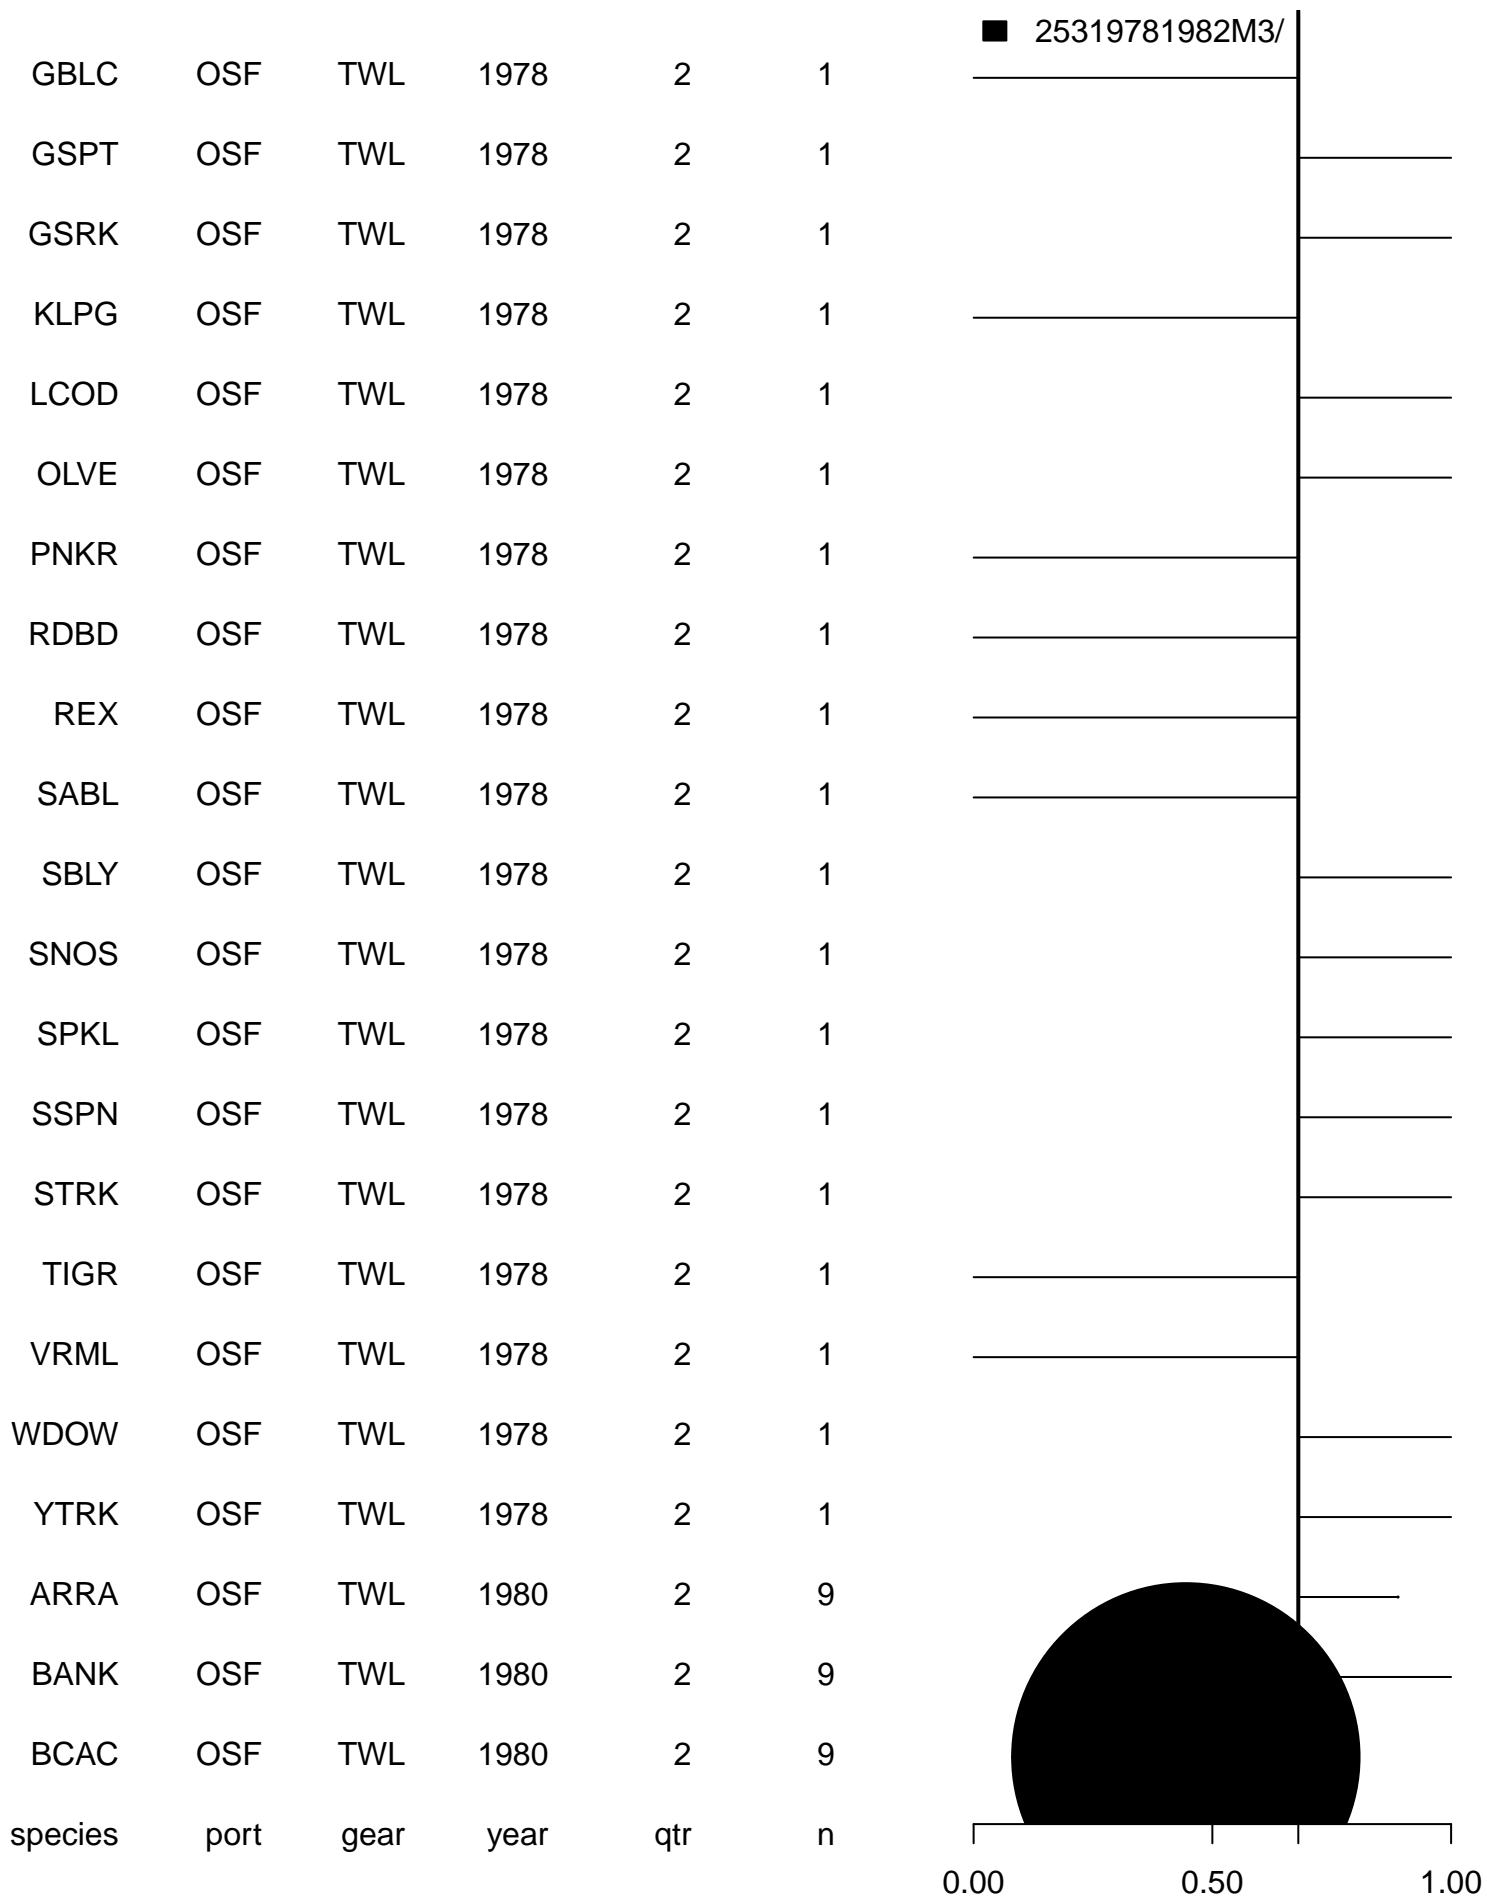 25319781982M3/
GBLC OSF TWL 1978 2 1
GSPT OSF TWL 1978 2 1
GSRK OSF TWL 1978 2 1
KLPG OSF TWL 1978 2 1
LCOD OSF TWL 1978 2 1
OLVE OSF TWL 1978 2 1
PNKR OSF TWL 1978 2 1
RDBD OSF TWL 1978 2 1
REX OSF TWL 1978 2 1
SABL OSF TWL 1978 2 1
SBLY OSF TWL 1978 2 1
SNOS OSF TWL 1978 2 1
SPKL OSF TWL 1978 2 1
SSPN OSF TWL 1978 2 1
STRK OSF TWL 1978 2 1
TIGR OSF TWL 1978 2 1
VRML OSF TWL 1978 2 1
WDOW OSF TWL 1978 2 1
YTRK OSF TWL 1978 2 1
ARRA OSF TWL 1980 2 9
BANK OSF TWL 1980 2 9
BCAC OSF TWL 1980 2 9
species port gear year qtr n
0.00 0.50 1.00